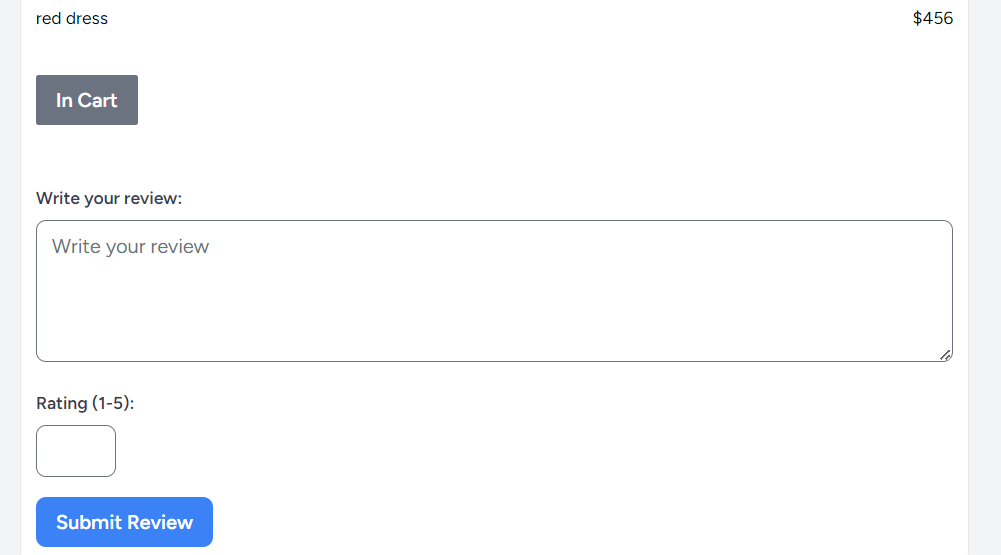 red dress $456
In Cart
Write your review:
Write your review
Rating (1-5):
Submit Review